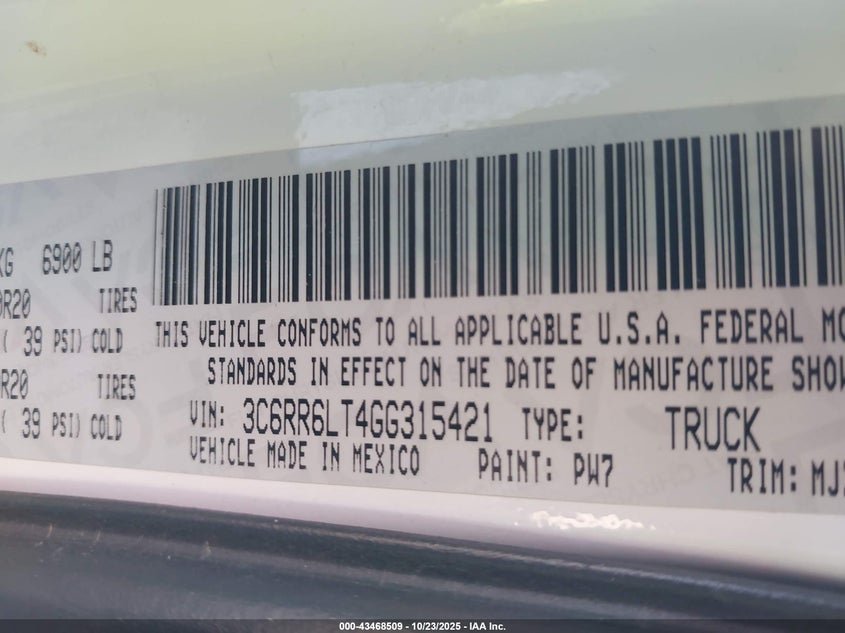 KG 6900 LB
0R20 TIRES
( 39 PSI) COLD
0R20 TIRES
( 39 PSI) COLD
THIS VEHICLE CONFORMS TO ALL APPLICABLE U.S.A. FEDERAL MO
STANDARDS IN EFFECT ON THE DATE OF MANUFACTURE SHOW
VIN: 3C6RR6LT4GG315421 TYPE: TRUCK
VEHICLE MADE IN MEXICO PAINT: PW7 TRIM: MJ
000-43468509 - 10/23/2025 - IAA Inc.